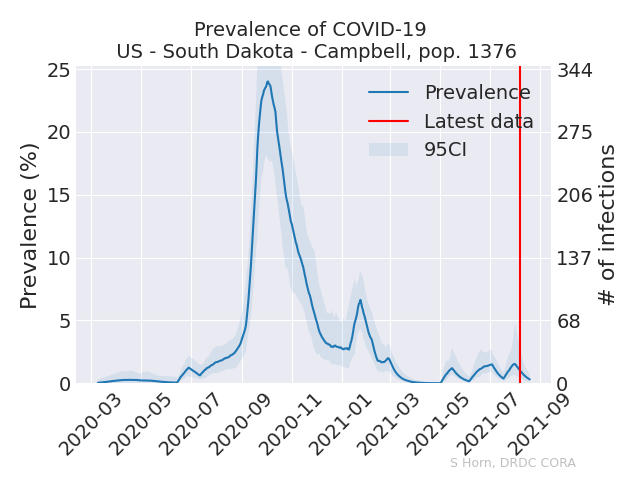 Prevalence of COVID-19
US - South Dakota - Campbell, pop. 1376
Prevalence
Latest data
95CI
Prevalence (%)
25
20
15
10
5
0
# of infections
344
275
206
137
68
0
2020-03
2020-05
2020-07
2020-09
2020-11
2021-01
2021-03
2021-05
2021-07
2021-09
S Horn, DRDC CORA